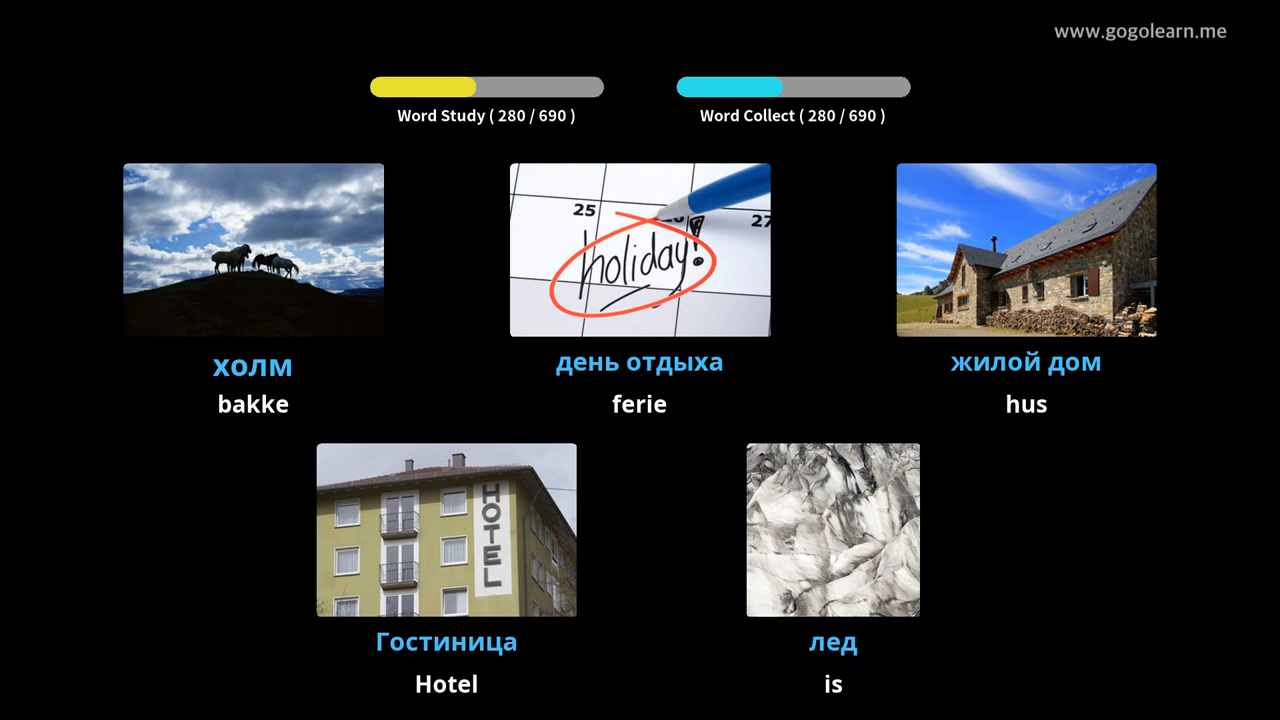 www.gogolearn.me
Word Study ( 280 / 690 )
Word Collect ( 280 / 690 )
25
27
holiday!
холм
день отдыха
жилой дом
bakke
ferie
hus
HOTEL
Гостиница
лед
Hotel
is